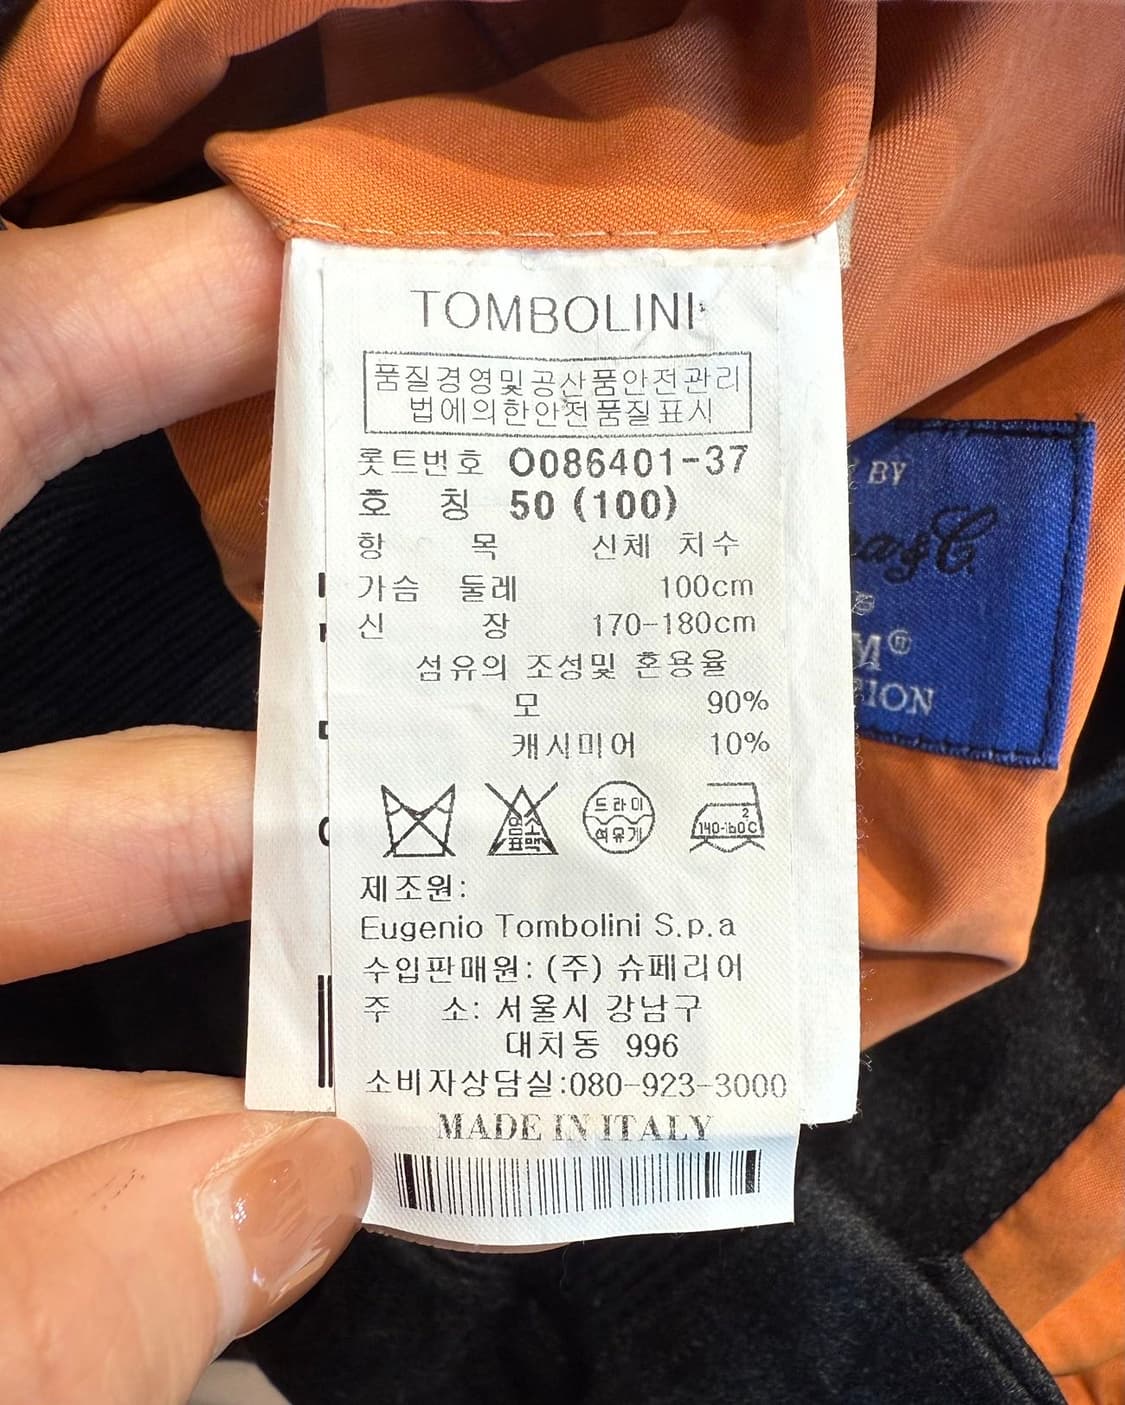 TOMBOLINI
품질경영및공산품안전관리
법에의한안전품질표시
롯트번호 O086401-37
호 칭 50 (100)
항 목 신체 치수
가슴 둘레 100cm
신 장 170-180cm
섬유의 조성및 혼용율
모 90%
캐시미어 10%
염소표백
드라이
석유계
2
140-160C
제조원:
Eugenio Tombolini S.p.a
수입판매원: (주) 슈페리어
주 소: 서울시 강남구
대치동 996
소비자상담실:080-923-3000
MADE IN ITALY
BY